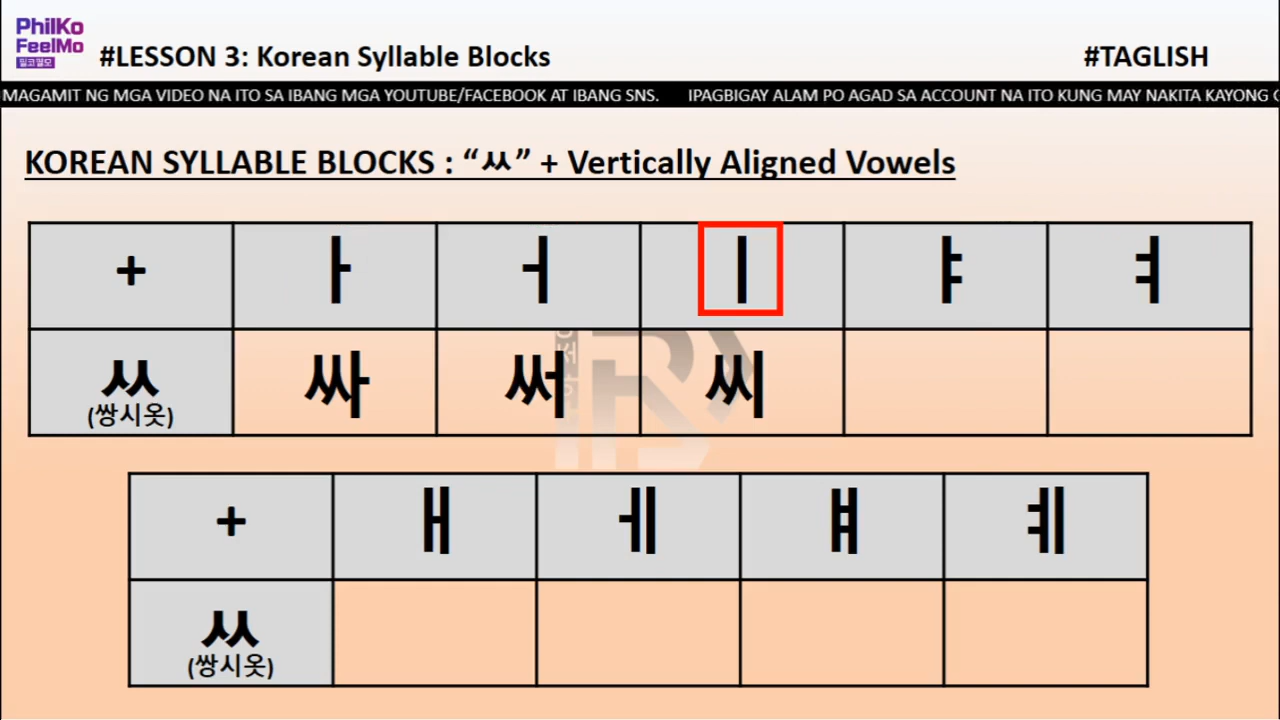 PhilKo
FeelMo
필코필모
#LESSON 3: Korean Syllable Blocks
#TAGLISH
MAGAMIT NG MGA VIDEO NA ITO SA IBANG MGA YOUTUBE/FACEBOOK AT IBANG SNS. IPAGBIGAY ALAM PO AGAD SA ACCOUNT NA ITO KUNG MAY NAKITA KAYONG
KOREAN SYLLABLE BLOCKS : “ㅆ” + Vertically Aligned Vowels
+ ㅏ ㅓ ㅣ ㅑ ㅕ
ㅆ 싸 써 씨
(쌍시옷)
+ ㅐ ㅔ ㅒ ㅖ
ㅆ
(쌍시옷)